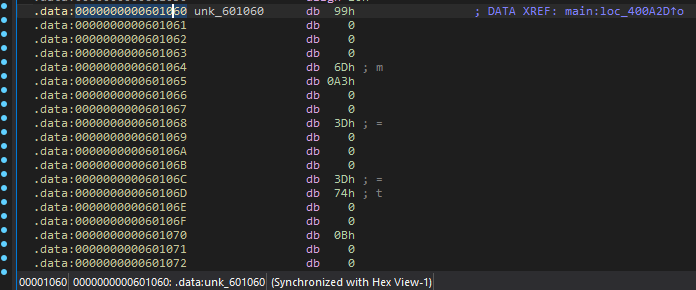 .data:0000000000601060 unk_601060 db 99h ; DATA XREF: main:loc_400A2D↑o
.data:0000000000601061 db 0
.data:0000000000601062 db 0
.data:0000000000601063 db 0
.data:0000000000601064 db 6Dh ; m
.data:0000000000601065 db 0A3h
.data:0000000000601066 db 0
.data:0000000000601067 db 0
.data:0000000000601068 db 3Dh ; =
.data:0000000000601069 db 0
.data:000000000060106A db 0
.data:000000000060106B db 0
.data:000000000060106C db 3Dh ; =
.data:000000000060106D db 74h ; t
.data:000000000060106E db 0
.data:000000000060106F db 0
.data:0000000000601070 db 0Bh
.data:0000000000601071 db 0
.data:0000000000601072 db 0
00001060 0000000000601060: .data:unk_601060 (Synchronized with Hex View-1)